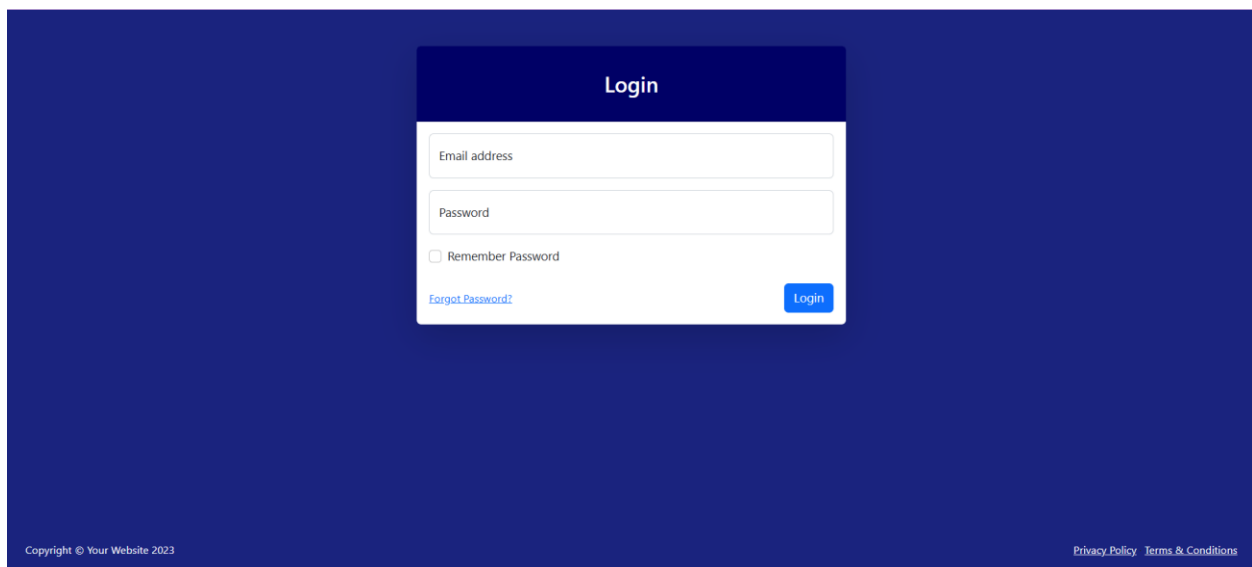 Login
Email address
Password
Remember Password
Forgot Password? Login
Copyright © Your Website 2023 Privacy Policy Terms & Conditions